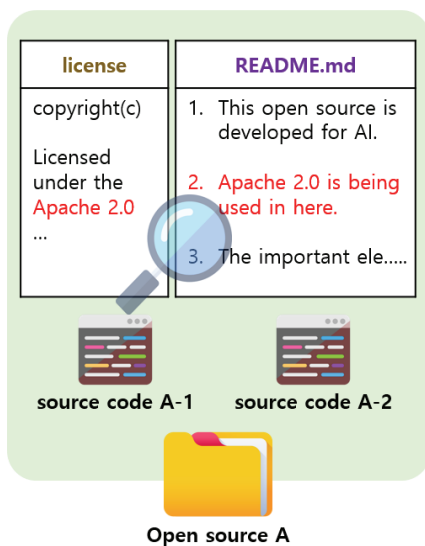 license
copyright(c)
Licensed
under the
Apache 2.0
...
README.md
1. This open source is
developed for AI.
2. Apache 2.0 is being
used in here.
3. The important ele.....
source code A-1
source code A-2
Open source A